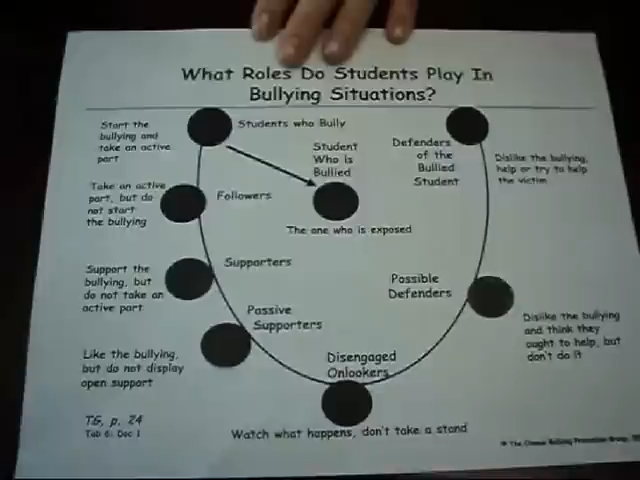 What Roles Do Students Play In
Bullying Situations?
Start the
bullying and
take an active
part
Students who Bully
Student
Who is
Bullied
The one who is exposed
Defenders
of the
Bullied
Student
Dislike the bullying,
help or try to help
the victim
Take an active
part, but do
not start
the bullying
Followers
Support the
bullying, but
do not take an
active part
Supporters
Possible
Defenders
Dislike the bullying
and think they
ought to help, but
don't do it
Passive
Supporters
Like the bullying,
but do not display
open support
Disengaged
Onlookers
Watch what happens, don't take a stand
TG, p. 24
Tab 6: Doc 1
© The Olweus Bullying Prevention Group,